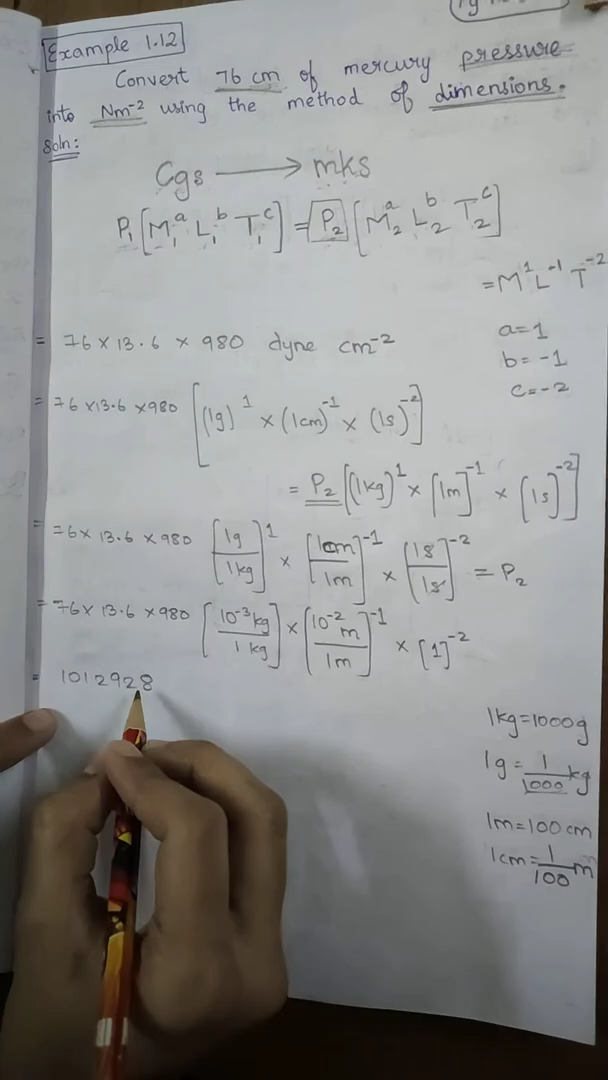 Example 1.12
Convert 76 cm of mercury pressure
into Nm⁻² using the method of dimensions.
Soln:
Cgs ⟶ mks
P₁[M₁ᵃ L₁ᵇ T₁ᶜ] = P₂ [M₂ᵃ L₂ᵇ T₂ᶜ]
= M¹ L⁻¹ T⁻²
a=1
b=-1
c=-2
= 76 × 13.6 × 980 dyne cm⁻²
= 76 × 13.6 × 980 [(1g)¹ × (1cm)⁻¹ × (1s)⁻²]
= P₂ [(1kg)¹ × [1m]⁻¹ × [1s]⁻²]
= 76 × 13.6 × 980 [1g/1kg]¹ × [1cm/1m]⁻¹ × [1s/1s]⁻² = P₂
= 76 × 13.6 × 980 [10⁻³ kg/1 kg] × [10⁻² m/1m]⁻¹ × [1]⁻²
= 1012928
1kg=1000g
1g = 1/1000 kg
1m=100 cm
1cm = 1/100 m